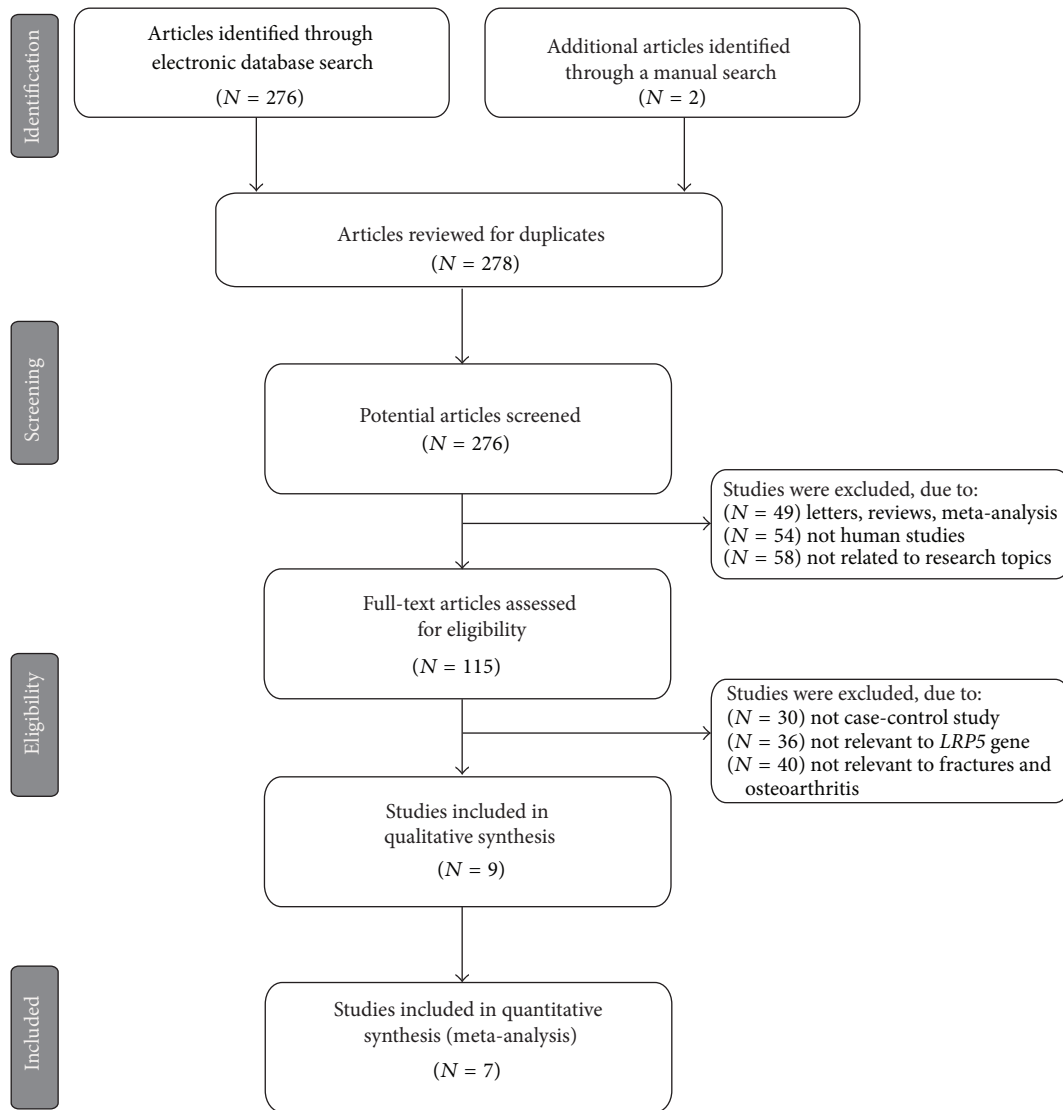 Identification
Articles identified through
electronic database search
(N = 276)
Additional articles identified
through a manual search
(N = 2)
Articles reviewed for duplicates
(N = 278)
Screening
Potential articles screened
(N = 276)
Studies were excluded, due to:
(N = 49) letters, reviews, meta-analysis
(N = 54) not human studies
(N = 58) not related to research topics
Full-text articles assessed
for eligibility
(N = 115)
Eligibility
Studies were excluded, due to:
(N = 30) not case-control study
(N = 36) not relevant to LRP5 gene
(N = 40) not relevant to fractures and
osteoarthritis
Studies included in
qualitative synthesis
(N = 9)
Included
Studies included in quantitative
synthesis (meta-analysis)
(N = 7)